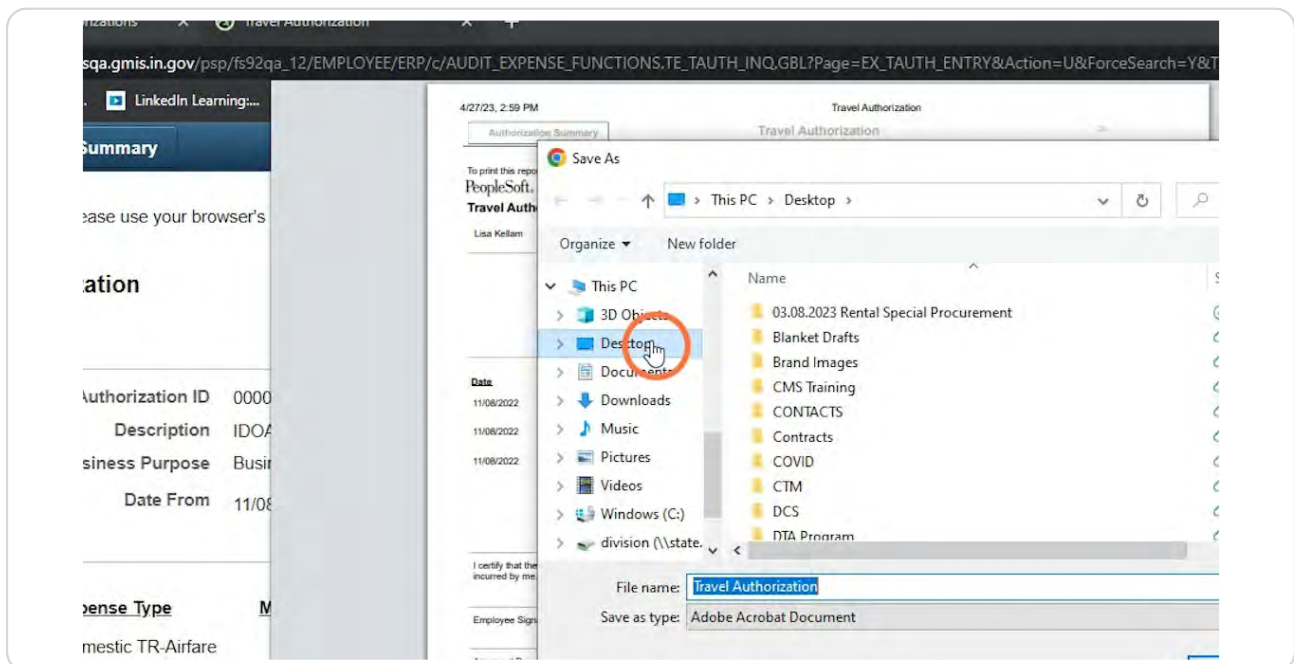 Travel Authorization
sqa.gmis.in.gov/psp/fs92qa_12/EMPLOYEE/ERP/c/AUDIT_EXPENSE_FUNCTIONS.TE_TAUTH_INQ.GBL?Page=EX_TAUTH_ENTRY&Action=U&ForceSearch=Y&T
LinkedIn Learning:...
Summary
ease use your browser's
ation
Authorization ID 0000
Description IDOA
siness Purpose Busin
Date From 11/08
pense Type M
mestic TR-Airfare
4/27/23, 2:59 PM Travel Authorization
Authorization Summary Travel Authorization
To print this repo
PeopleSoft.
Travel Auth
Lisa Kellam
Date
11/08/2022
11/08/2022
11/08/2022
I certify that the
incurred by me.
Employee Sign
Save As
This PC > Desktop >
Organize New folder
This PC
3D Objects
Desktop
Documents
Downloads
Music
Pictures
Videos
Windows (C:)
division (\\state.
Name
03.08.2023 Rental Special Procurement
Blanket Drafts
Brand Images
CMS Training
CONTACTS
Contracts
COVID
CTM
DCS
DTA Program
File name: Travel Authorization
Save as type: Adobe Acrobat Document